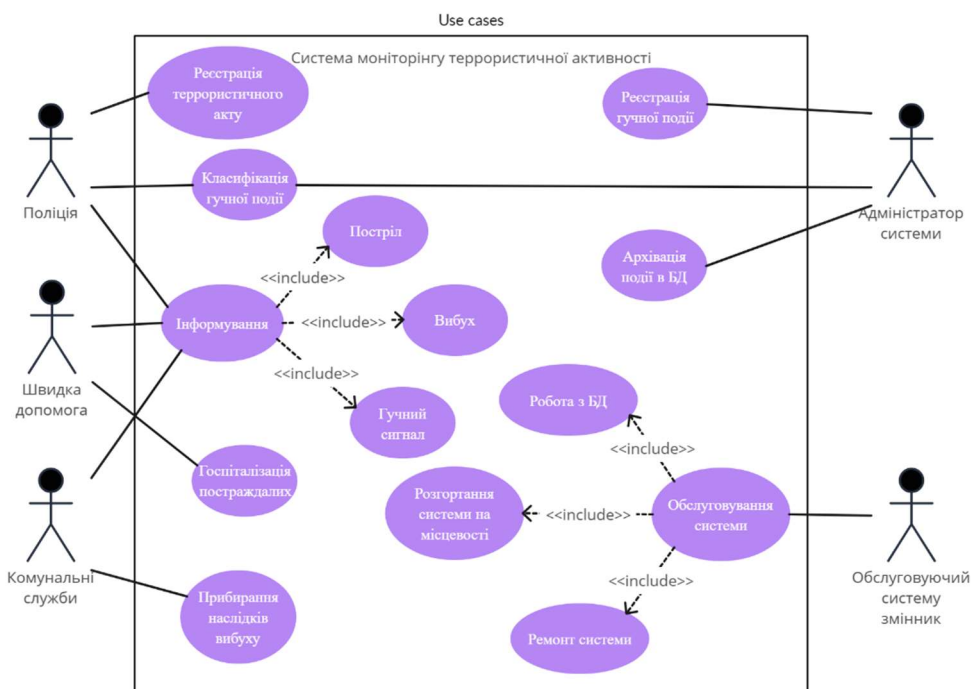 Use cases
Система моніторінгу террористичної активності
Реєстрація
террористичного
акту
Реєстрація
гучної події
Поліція
Класифікація
гучної події
Адміністратор
системи
Постріл
Архівація
події в БД
<<include>>
Інформування
<<include>>
Вибух
<<include>>
Швидка
допомога
Гучний
сигнал
Робота з БД
<<include>>
Госпіталізація
постраждалих
Розгортання
системи на
місцевості
<<include>>
Обслуговування
системи
Комунальні
служби
<<include>>
Обслуговуючий
систему
змінник
Прибирання
наслідків
вибуху
Ремонт системи